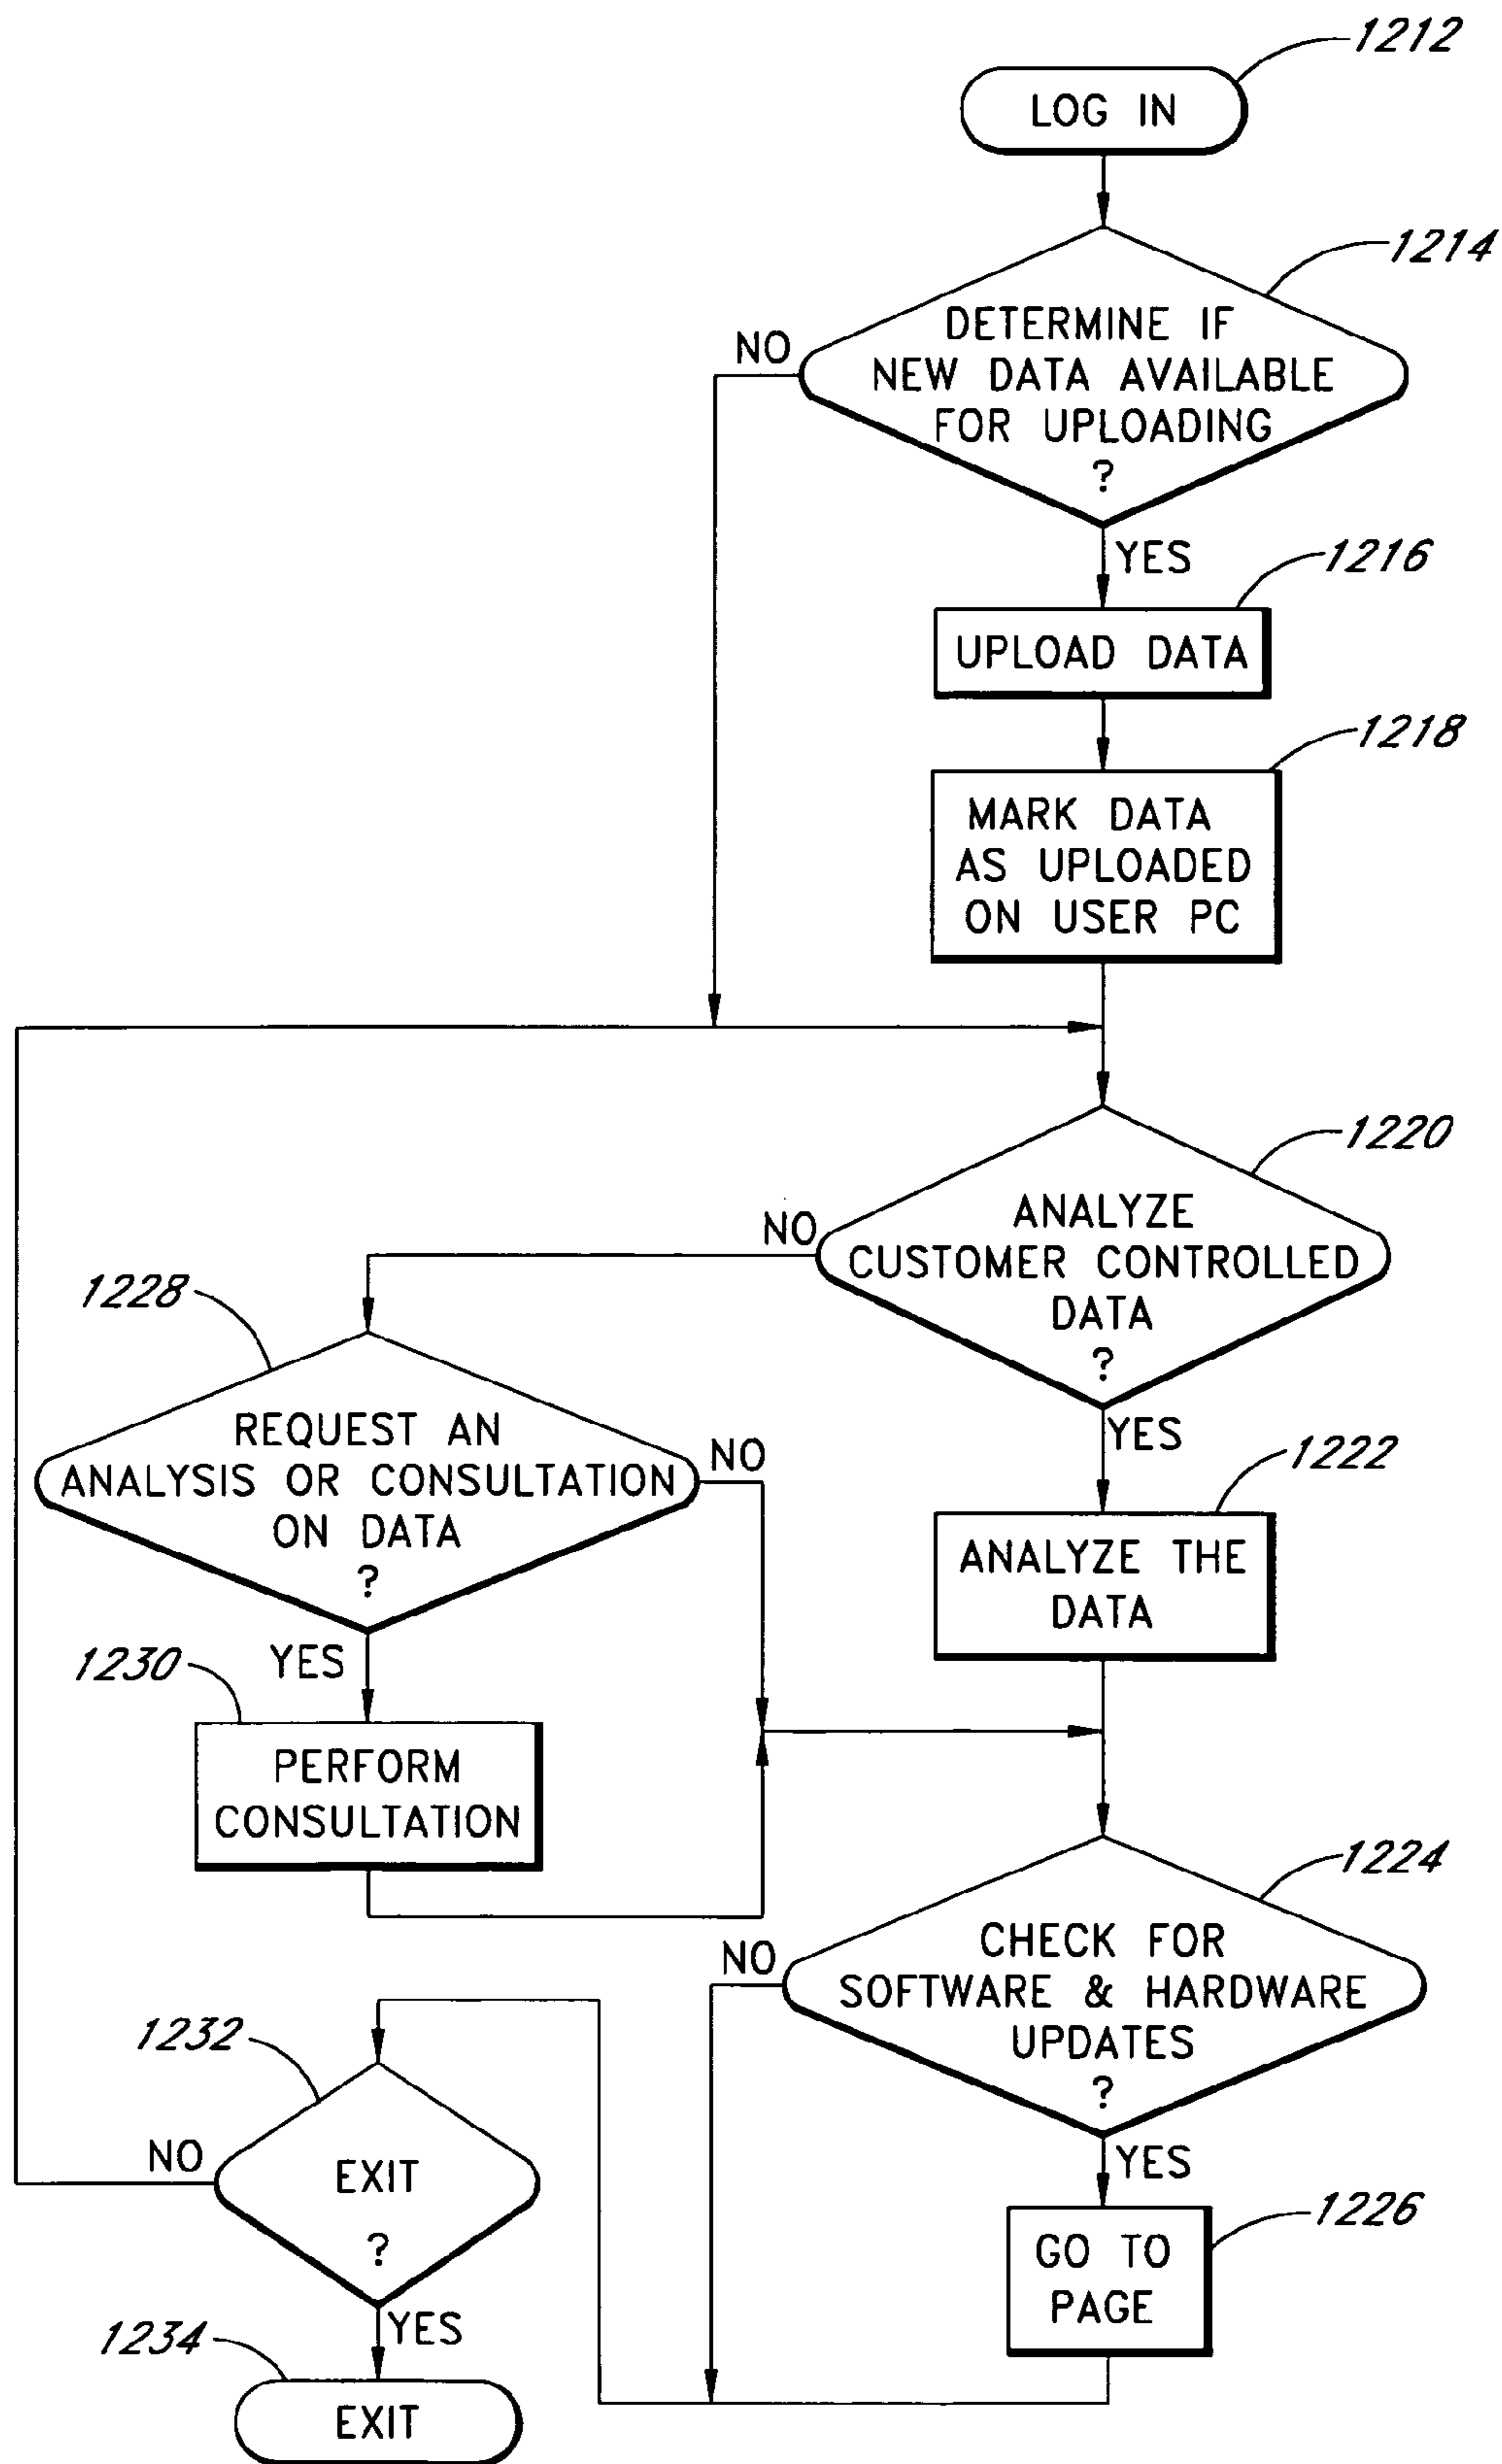 1212
LOG IN
1214
DETERMINE IF
NEW DATA AVAILABLE
FOR UPLOADING
?
NO
YES
1216
UPLOAD DATA
1218
MARK DATA
AS UPLOADED
ON USER PC
1220
ANALYZE
CUSTOMER CONTROLLED
DATA
?
NO
YES
1228
REQUEST AN
ANALYSIS OR CONSULTATION
ON DATA
?
NO
YES
1222
ANALYZE THE
DATA
1230
PERFORM
CONSULTATION
1224
CHECK FOR
SOFTWARE & HARDWARE
UPDATES
?
NO
YES
1226
GO TO
PAGE
1232
EXIT
?
NO
YES
1234
EXIT